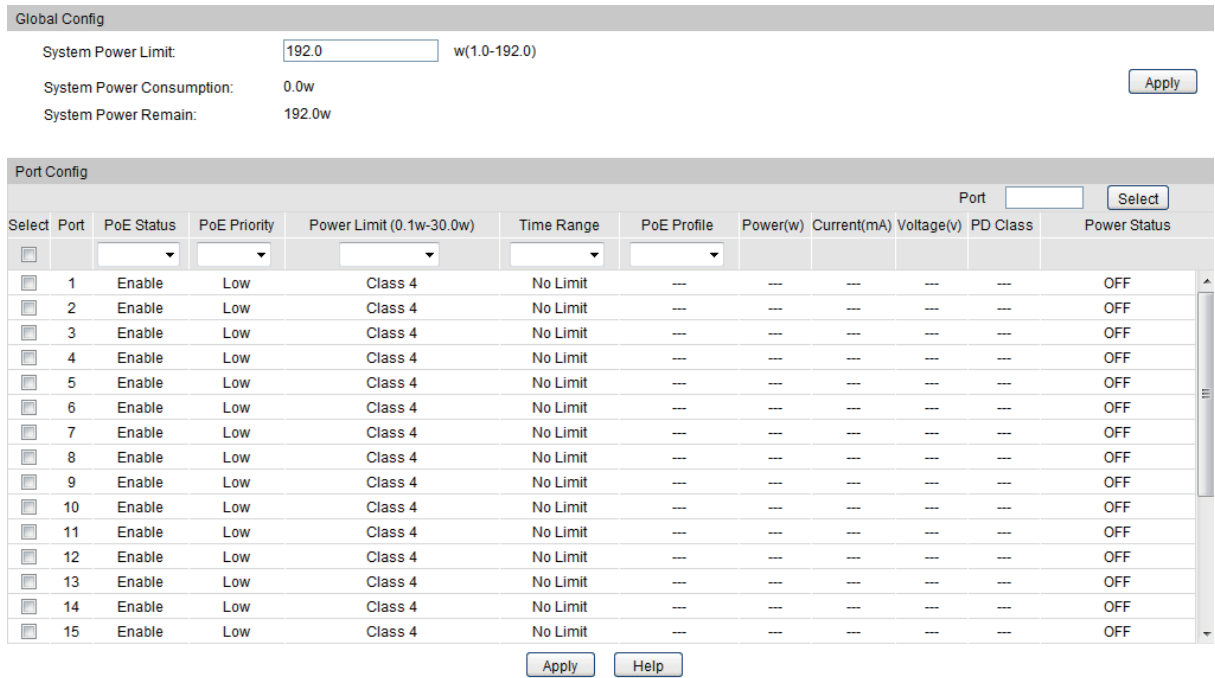 Global Config
System Power Limit: 192.0 w(1.0-192.0)
System Power Consumption: 0.0w Apply
System Power Remain: 192.0w
Port Config
Port Select
Select Port PoE Status PoE Priority Power Limit (0.1w-30.0w) Time Range PoE Profile Power(w) Current(mA) Voltage(v) PD Class Power Status
1 Enable Low Class 4 No Limit --- --- --- --- --- OFF
2 Enable Low Class 4 No Limit --- --- --- --- --- OFF
3 Enable Low Class 4 No Limit --- --- --- --- --- OFF
4 Enable Low Class 4 No Limit --- --- --- --- --- OFF
5 Enable Low Class 4 No Limit --- --- --- --- --- OFF
6 Enable Low Class 4 No Limit --- --- --- --- --- OFF
7 Enable Low Class 4 No Limit --- --- --- --- --- OFF
8 Enable Low Class 4 No Limit --- --- --- --- --- OFF
9 Enable Low Class 4 No Limit --- --- --- --- --- OFF
10 Enable Low Class 4 No Limit --- --- --- --- --- OFF
11 Enable Low Class 4 No Limit --- --- --- --- --- OFF
12 Enable Low Class 4 No Limit --- --- --- --- --- OFF
13 Enable Low Class 4 No Limit --- --- --- --- --- OFF
14 Enable Low Class 4 No Limit --- --- --- --- --- OFF
15 Enable Low Class 4 No Limit --- --- --- --- --- OFF
Apply Help